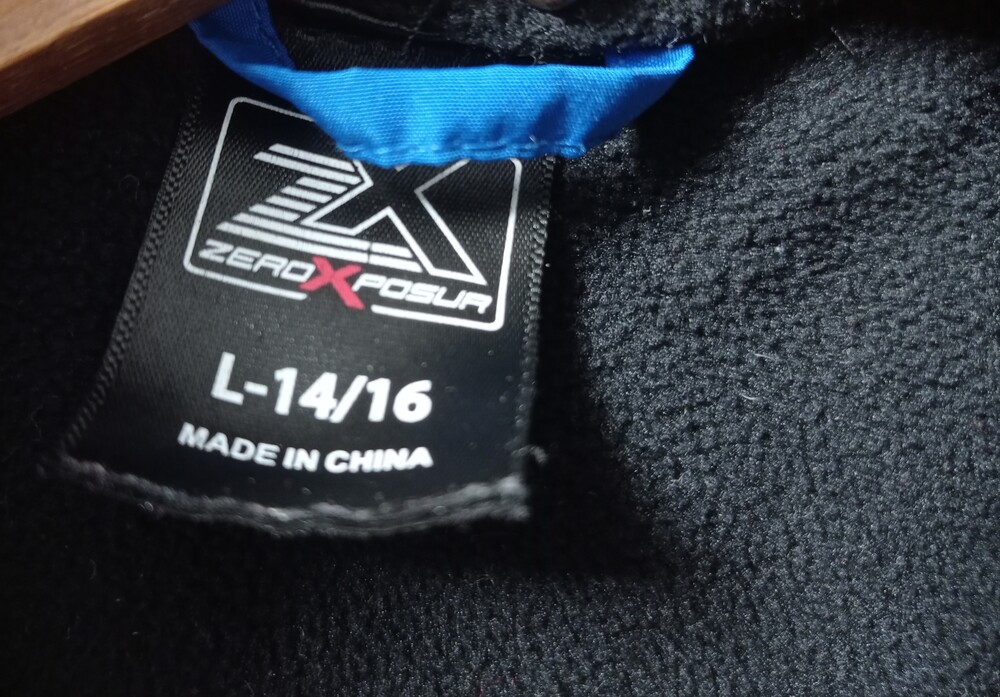 ZX
ZEROXPOSUR
L-14/16
MADE IN CHINA